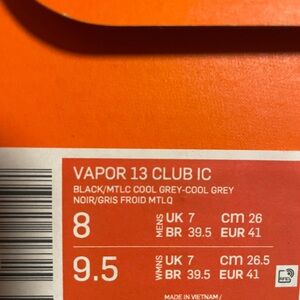 VAPOR 13 CLUB IC
BLACK/MTLC COOL GREY-COOL GREY
NOIR/GRIS FROID MTLQ
8 MENS UK 7 cm 26
BR 39.5 EUR 41
9.5 WMNS UK 7 cm 26.5
BR 39.5 EUR 41
MADE IN VIETNAM /